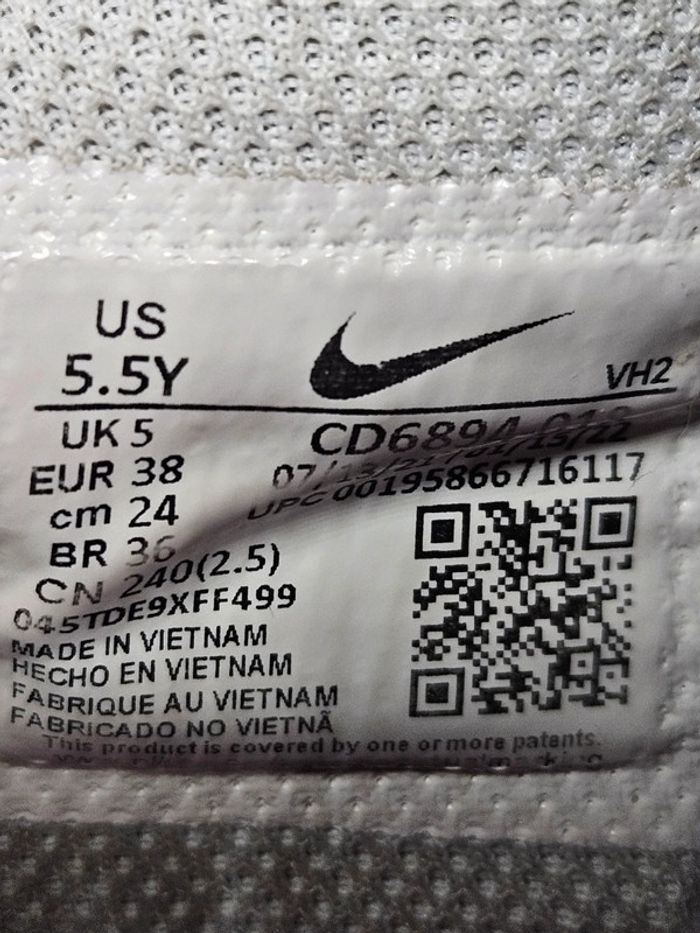 US
5.5Y
VH2
UK 5
CD6894
EUR 38
UPC 00195866716117
cm 24
BR 36
CN 240(2.5)
045TDE9XFF499
MADE IN VIETNAM
HECHO EN VIETNAM
FABRIQUE AU VIETNAM
FABRICADO NO VIETNÃ
This product is covered by one or more patents.